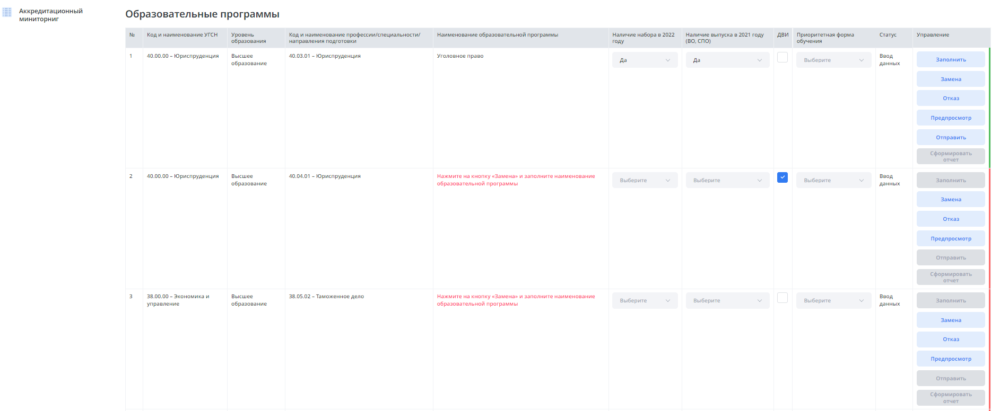 Аккредитационный
миниторниг
Образовательные программы
№
Код и наименование УГСН
Уровень
образования
Код и наименование профессии/специальности/
направления подготовки
Наименование образовательной программы
Наличие набора в 2022
году
Наличие выпуска в 2021 году
(ВО, СПО)
ДВИ
Приоритетная форма
обучения
Статус
Управление
1
40.00.00 – Юриспруденция
Высшее
образование
40.03.01 – Юриспруденция
Уголовное право
Да
Да
Выберите
Ввод
данных
Заполнить
Замена
Отказ
Предпросмотр
Отправить
Сформировать
отчет
2
40.00.00 – Юриспруденция
Высшее
образование
40.04.01 – Юриспруденция
Нажмите на кнопку «Замена» и заполните наименование
образовательной программы
Выберите
Выберите
Выберите
Ввод
данных
Заполнить
Замена
Отказ
Предпросмотр
Отправить
Сформировать
отчет
3
38.00.00 – Экономика и
управление
Высшее
образование
38.05.02 – Таможенное дело
Нажмите на кнопку «Замена» и заполните наименование
образовательной программы
Выберите
Выберите
Выберите
Ввод
данных
Заполнить
Замена
Отказ
Предпросмотр
Отправить
Сформировать
отчет